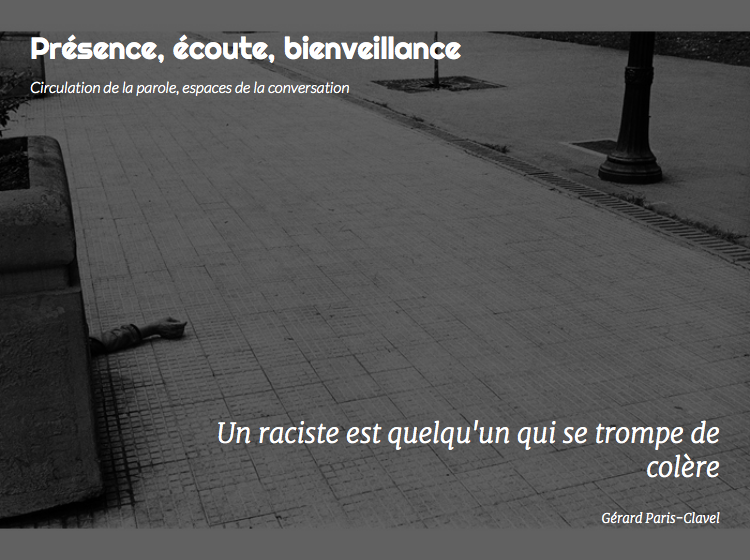 Présence, écoute, bienveillance
Circulation de la parole, espaces de la conversation
Un raciste est quelqu'un qui se trompe de
colère
Gérard Paris-Clavel